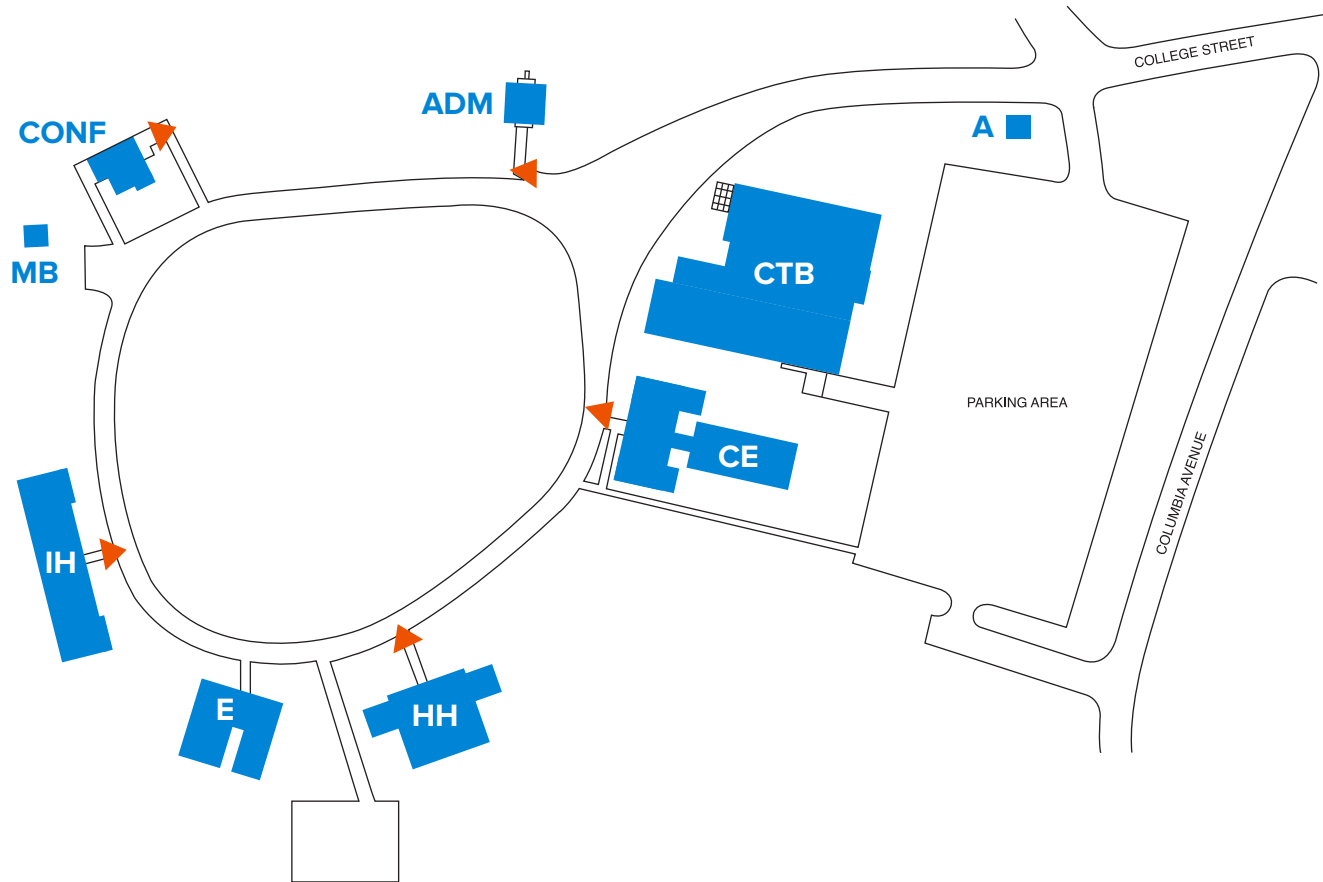 COLLEGE STREET
ADM
A
CONF
MB
CTB
PARKING AREA
CE
COLUMBIA AVENUE
IH
E
HH